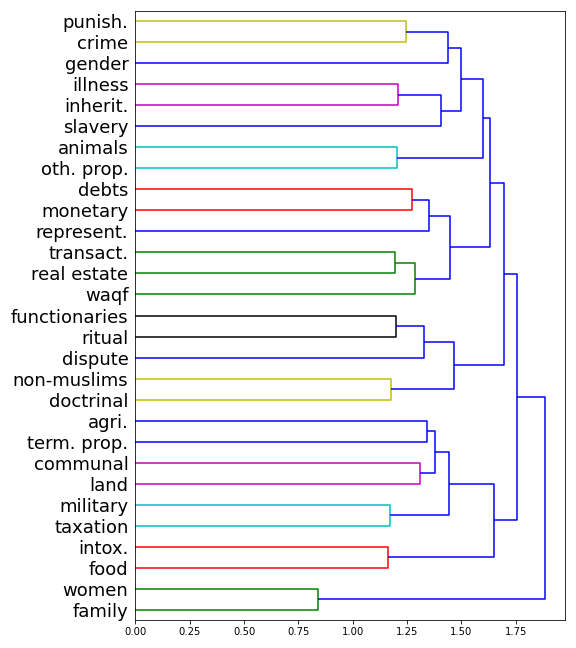 punish.
crime
gender
illness
inherit.
slavery
animals
oth. prop.
debts
monetary
represent.
transact.
real estate
waqf
functionaries
ritual
dispute
non-muslims
doctrinal
agri.
term. prop.
communal
land
military
taxation
intox.
food
women
family
0.00 0.25 0.50 0.75 1.00 1.25 1.50 1.75